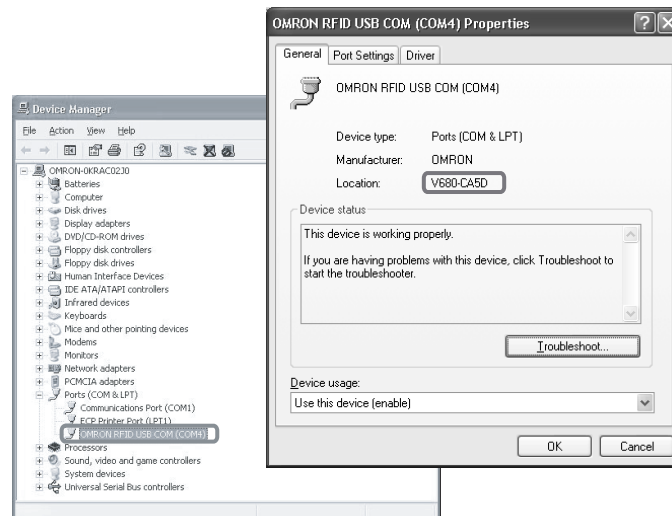 Device Manager
File Action View Help
OMRON-0KRAC02J0
Batteries
Computer
Disk drives
Display adapters
DVD/CD-ROM drives
Floppy disk controllers
Floppy disk drives
Human Interface Devices
IDE ATA/ATAPI controllers
Infrared devices
Keyboards
Mice and other pointing devices
Modems
Monitors
Network adapters
PCMCIA adapters
Ports (COM & LPT)
Communications Port (COM1)
ECP Printer Port (LPT1)
OMRON RFID USB COM (COM4)
Processors
Sound, video and game controllers
System devices
Universal Serial Bus controllers
OMRON RFID USB COM (COM4) Properties
General Port Settings Driver
OMRON RFID USB COM (COM4)
Device type: Ports (COM & LPT)
Manufacturer: OMRON
Location: V680-CA5D
Device status
This device is working properly.
If you are having problems with this device, click Troubleshoot to
start the troubleshooter.
Troubleshoot...
Device usage:
Use this device (enable)
OK Cancel